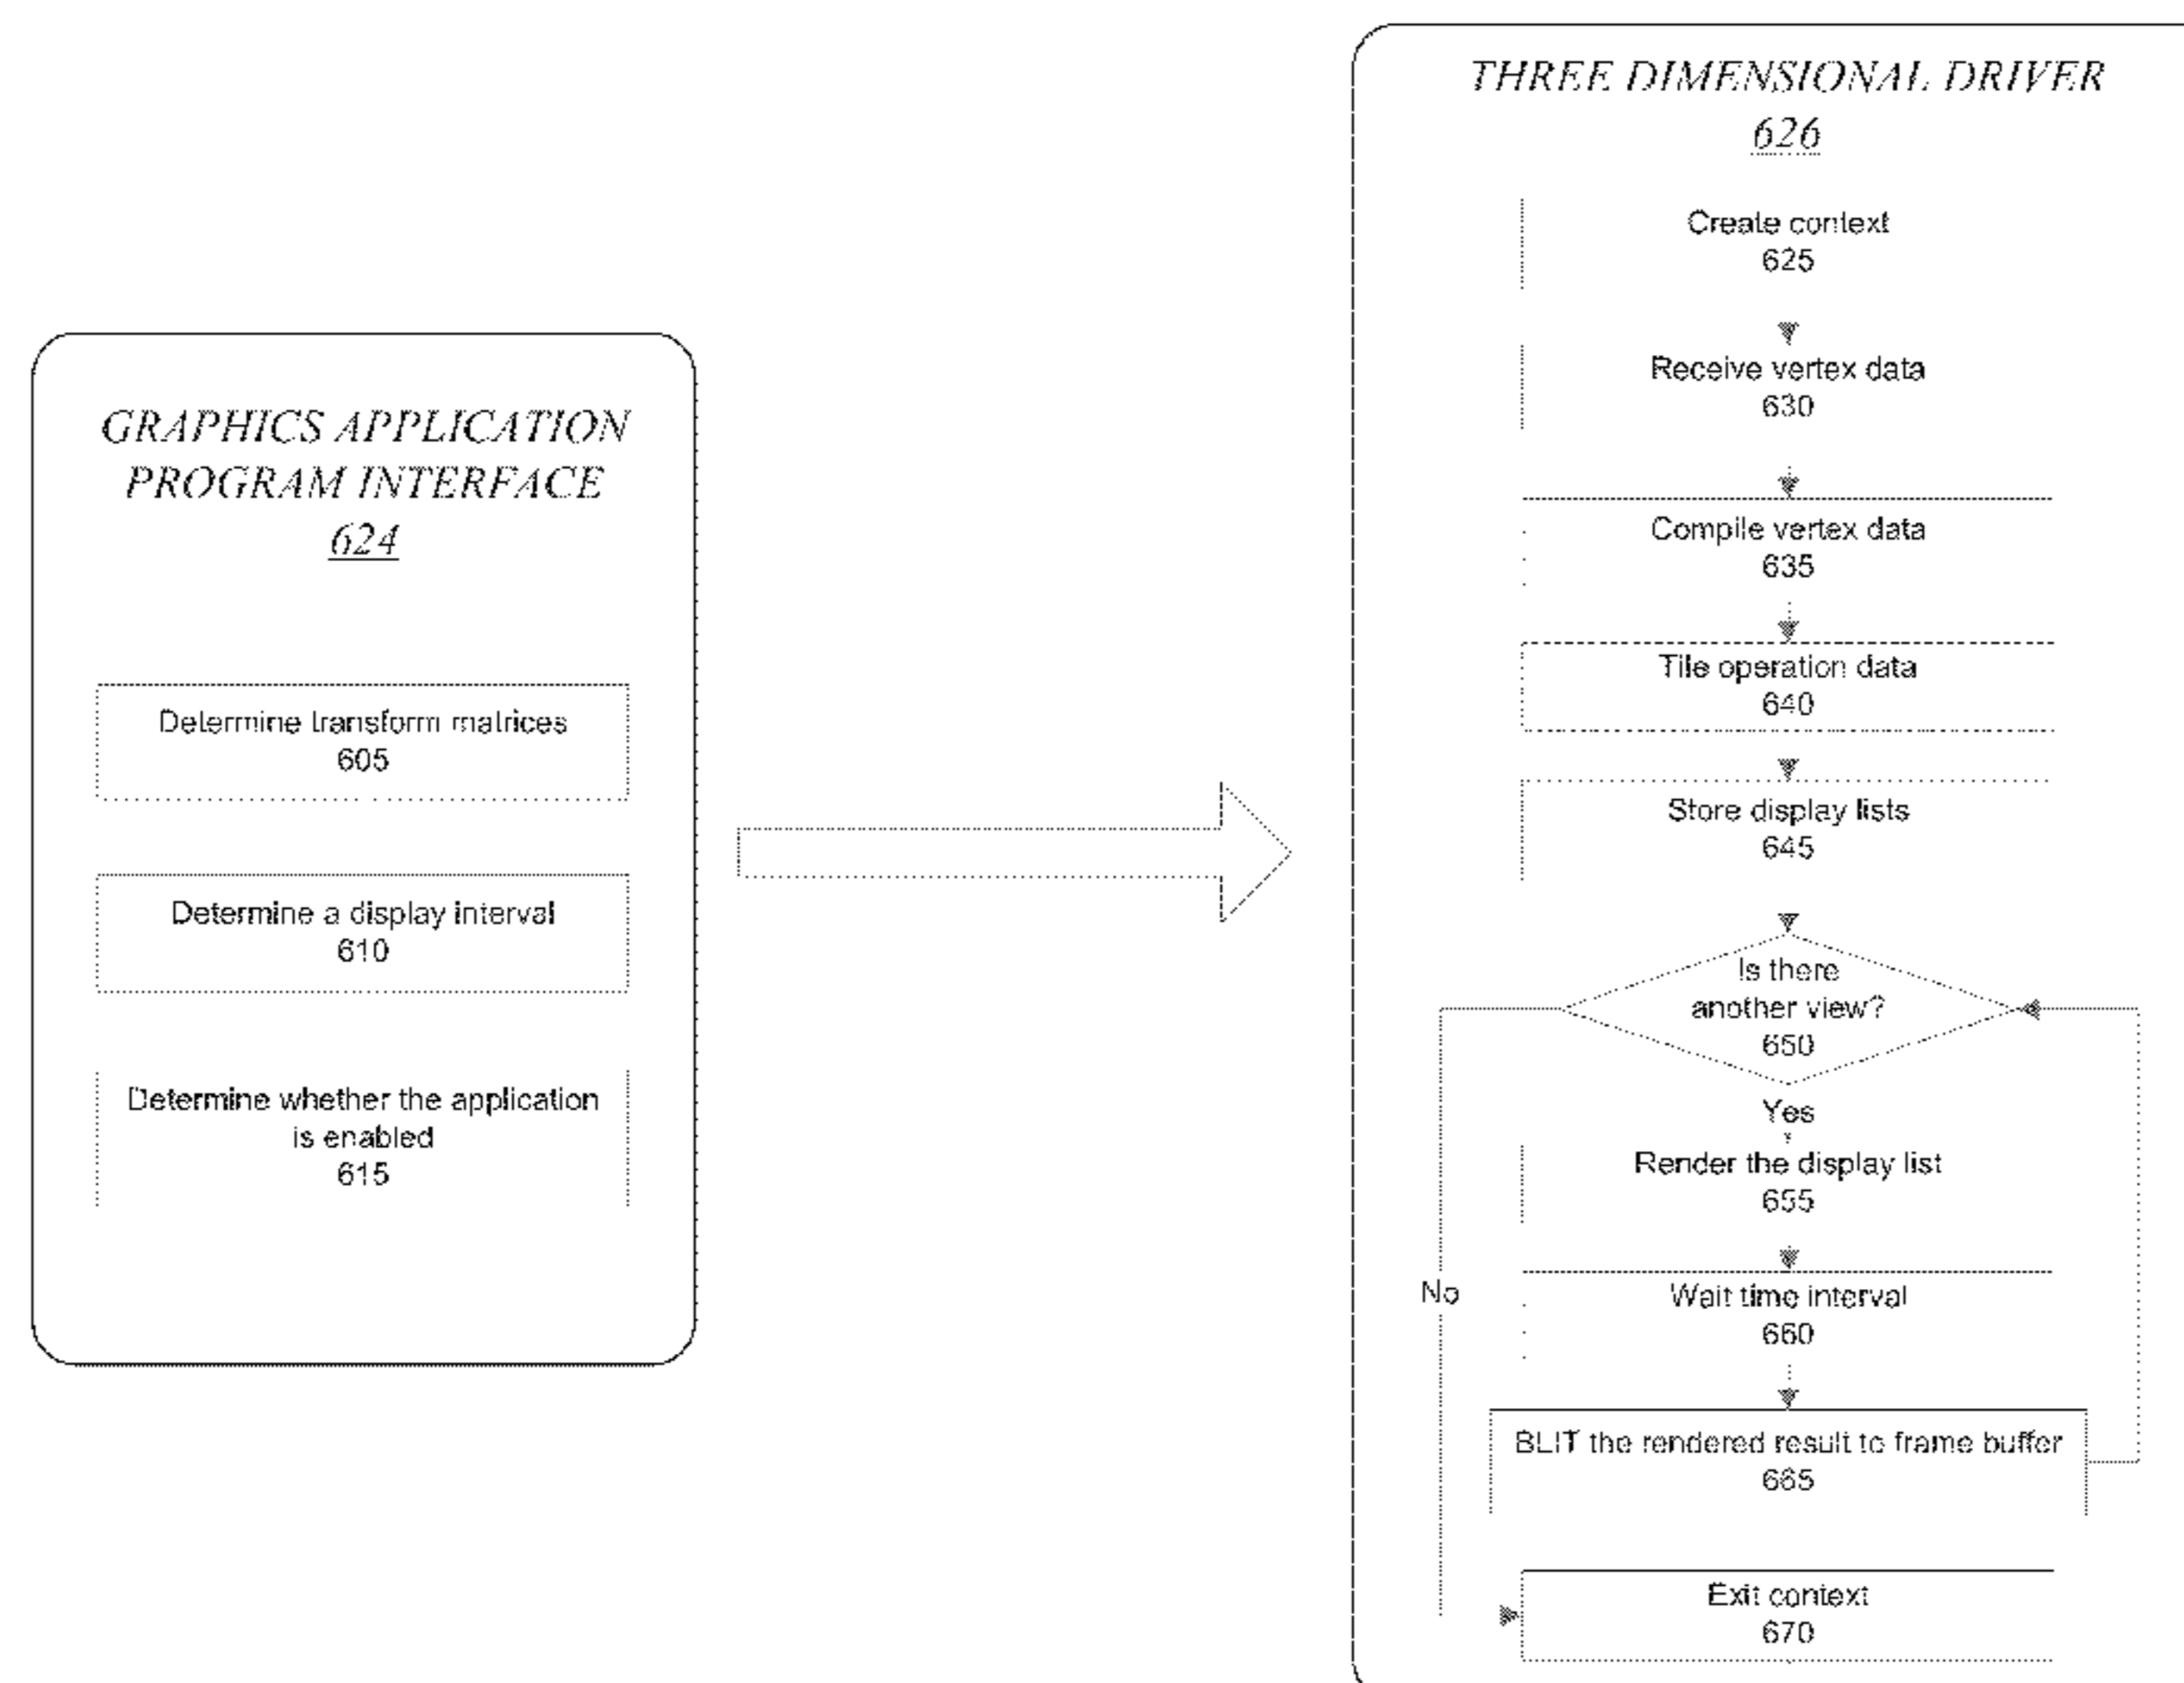 GRAPHICS APPLICATION
PROGRAM INTERFACE
624
Determine transform matrices
605
Determine a display interval
610
Determine whether the application
is enabled
615
THREE DIMENSIONAL DRIVER
626
Create context
625
Receive vertex data
630
Compile vertex data
635
Tile operation data
640
Store display lists
645
Is there
another view?
650
Yes
Render the display list
655
No
Wait time interval
660
BLIT the rendered result to frame buffer
665
Exit context
670